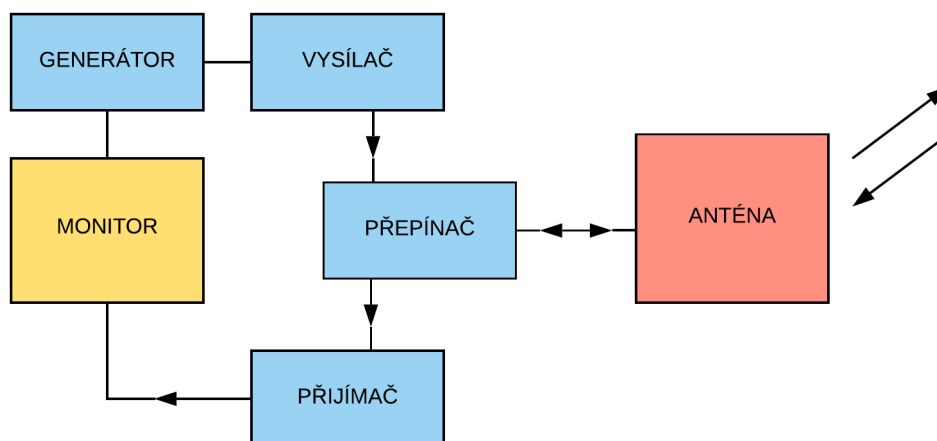 GENERÁTOR
VYSÍLAČ
MONITOR
PŘEPÍNAČ
ANTÉNA
PŘIJÍMAČ